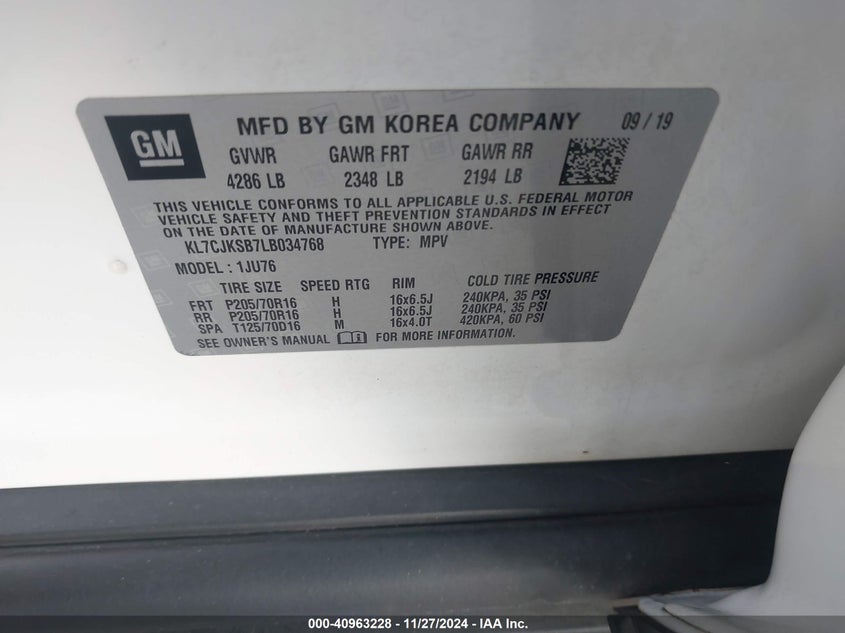 GM MFD BY GM KOREA COMPANY 09 / 19
GVWR GAWR FRT GAWR RR
4286 LB 2348 LB 2194 LB
THIS VEHICLE CONFORMS TO ALL APPLICABLE U.S. FEDERAL MOTOR
VEHICLE SAFETY AND THEFT PREVENTION STANDARDS IN EFFECT
ON THE DATE OF MANUFACTURE SHOWN ABOVE.
KL7CJKSB7LB034768 TYPE: MPV
MODEL : 1JU76
TIRE SIZE SPEED RTG RIM COLD TIRE PRESSURE
FRT P205/70R16 H 16x6.5J 240KPA, 35 PSI
RR P205/70R16 H 16x6.5J 240KPA, 35 PSI
SPA T125/70D16 M 16x4.0T 420KPA, 60 PSI
SEE OWNER'S MANUAL FOR MORE INFORMATION.
000-40963228 - 11/27/2024 - IAA Inc.